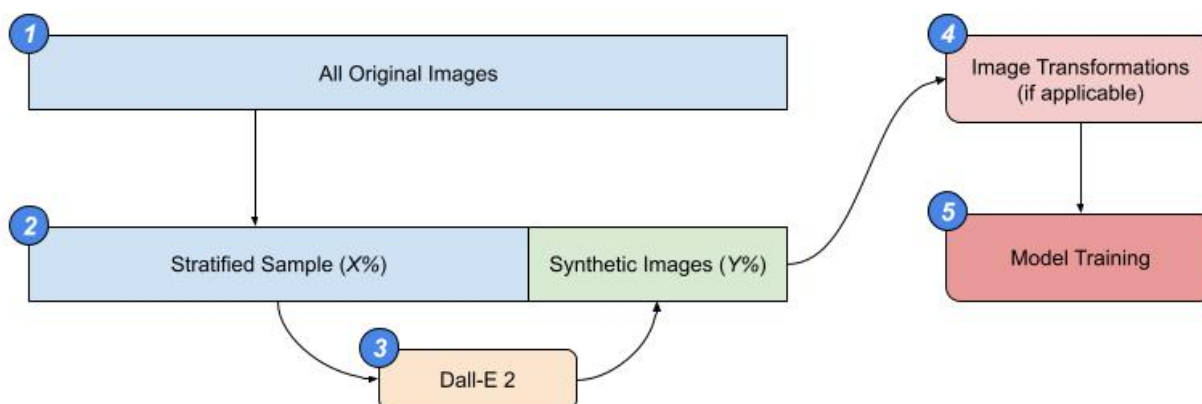 1
All Original Images
2
Stratified Sample (X%)
Synthetic Images (Y%)
3
Dall-E 2
4
Image Transformations
(if applicable)
5
Model Training